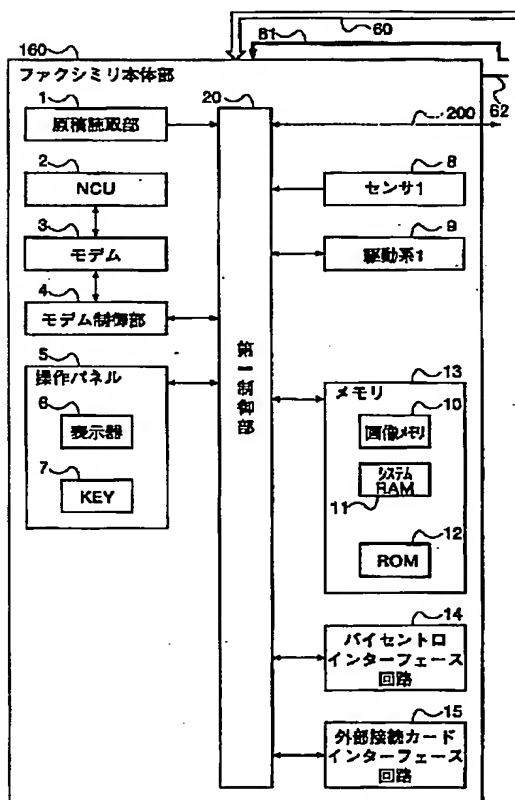 61
60
160
ファクシミリ本体部
62
1
原稿読取部
20
200
2
NCU
8
センサ1
3
モデム
9
駆動系1
4
モデム制御部
第一制御部
5
操作パネル
6
表示器
7
KEY
13
メモリ
10
画像メモリ
システム
RAM
11
12
ROM
14
バイセントロ
インターフェース
回路
15
外部接続カード
インターフェース
回路